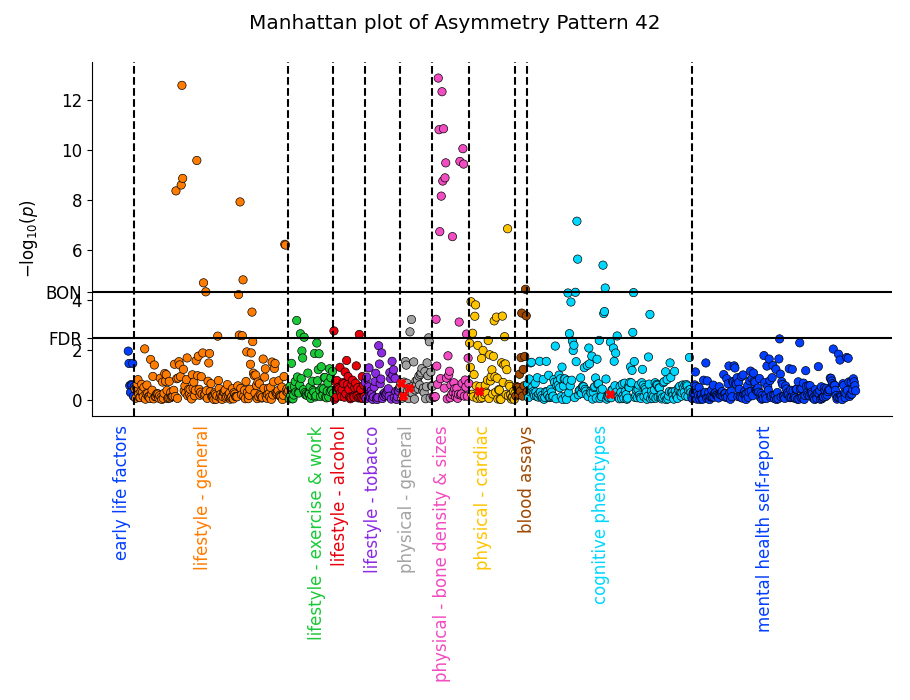 Manhattan plot of Asymmetry Pattern 42
−log10(p)
12
10
8
6
BON
4
FDR
2
0
early life factors
lifestyle - general
lifestyle - exercise & work
lifestyle - alcohol
lifestyle - tobacco
physical - general
physical - bone density & sizes
physical - cardiac
blood assays
cognitive phenotypes
mental health self-report